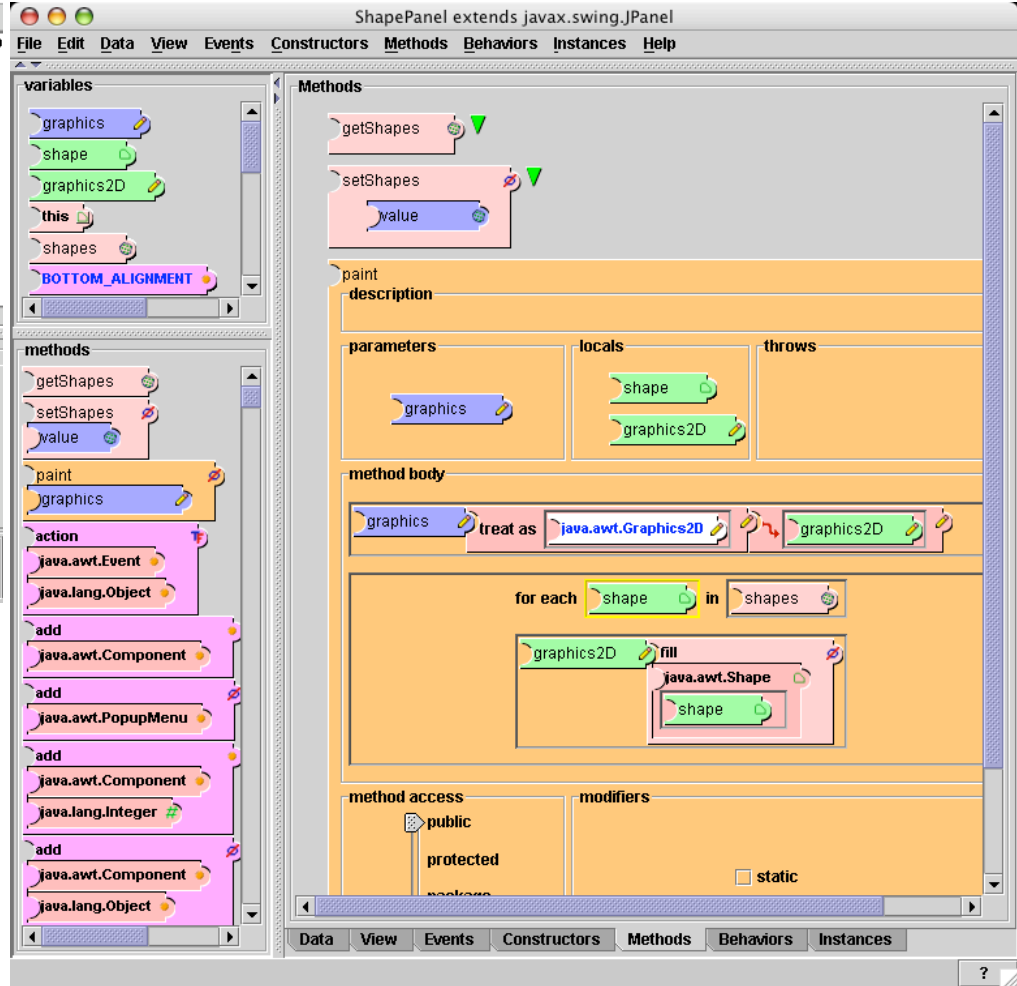 ShapePanel extends javax.swing.JPanel
File Edit Data View Events Constructors Methods Behaviors Instances Help
variables
graphics
shape
graphics2D
this
shapes
BOTTOM_ALIGNMENT
methods
getShapes
setShapes
value
paint
graphics
action
TF
java.awt.Event
java.lang.Object
add
java.awt.Component
add
java.awt.PopupMenu
add
java.awt.Component
java.lang.Integer #
add
java.awt.Component
java.lang.Object
Methods
getShapes
setShapes
value
paint
description
parameters
graphics
locals
shape
graphics2D
throws
method body
graphics treat as java.awt.Graphics2D graphics2D
for each shape in shapes
graphics2D fill
java.awt.Shape
shape
method access
public
protected
package
modifiers
static
Data View Events Constructors Methods Behaviors Instances
?